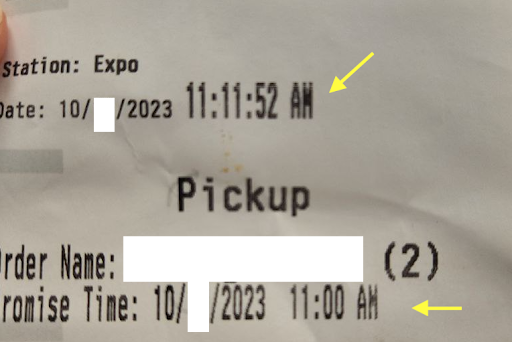 Station: Expo
Date: 10/ /2023 11:11:52 AM
Pickup
Order Name: (2)
Promise Time: 10/ /2023 11:00 AM